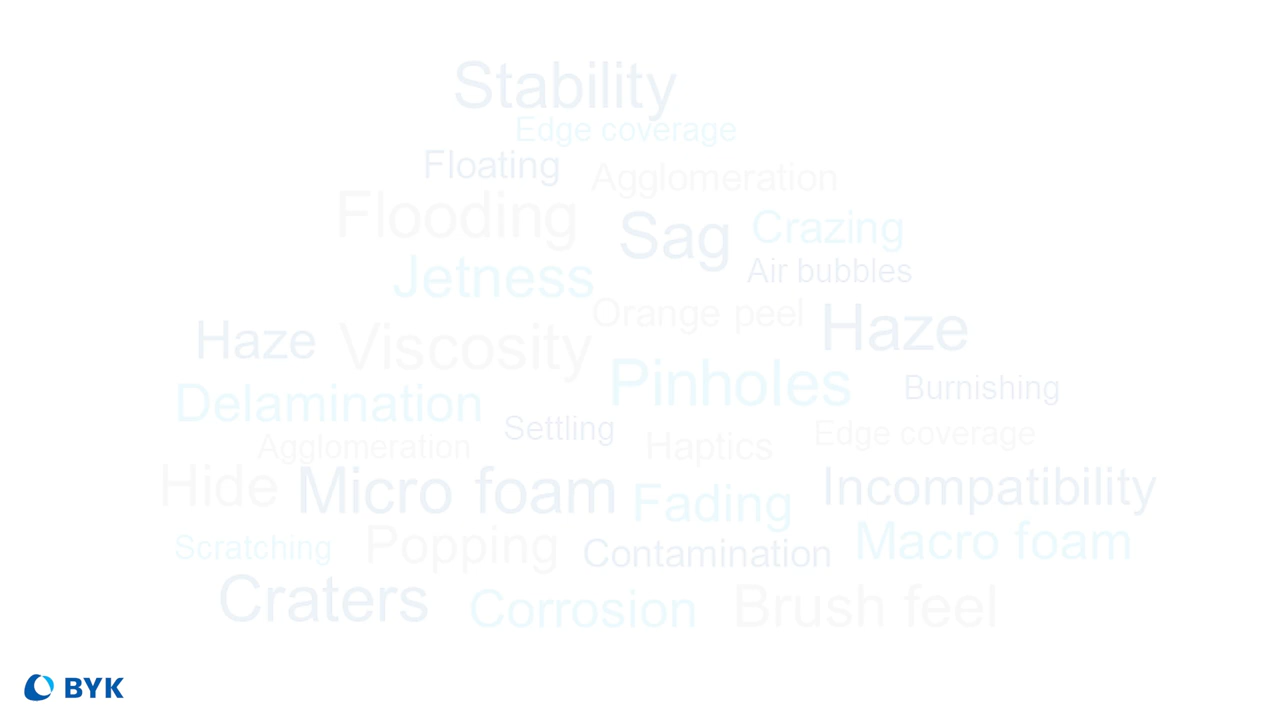 Stability
Edge coverage
Floating
Agglomeration
Flooding
Sag
Crazing
Jetness
Air bubbles
Orange peel
Haze
Haze
Viscosity
Pinholes
Delamination
Burnishing
Settling
Agglomeration
Haptics
Edge coverage
Hide
Micro foam
Fading
Incompatibility
Scratching
Popping
Contamination
Macro foam
Craters
Corrosion
Brush feel
BYK